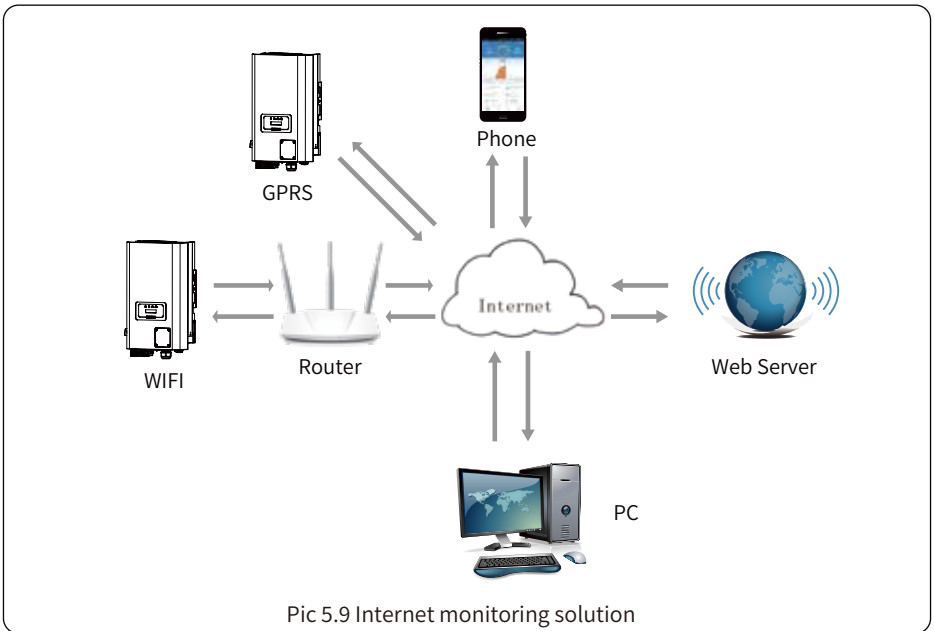 Phone
GPRS
Internet
WIFI
Router
Web Server
PC
Pic 5.9 Internet monitoring solution